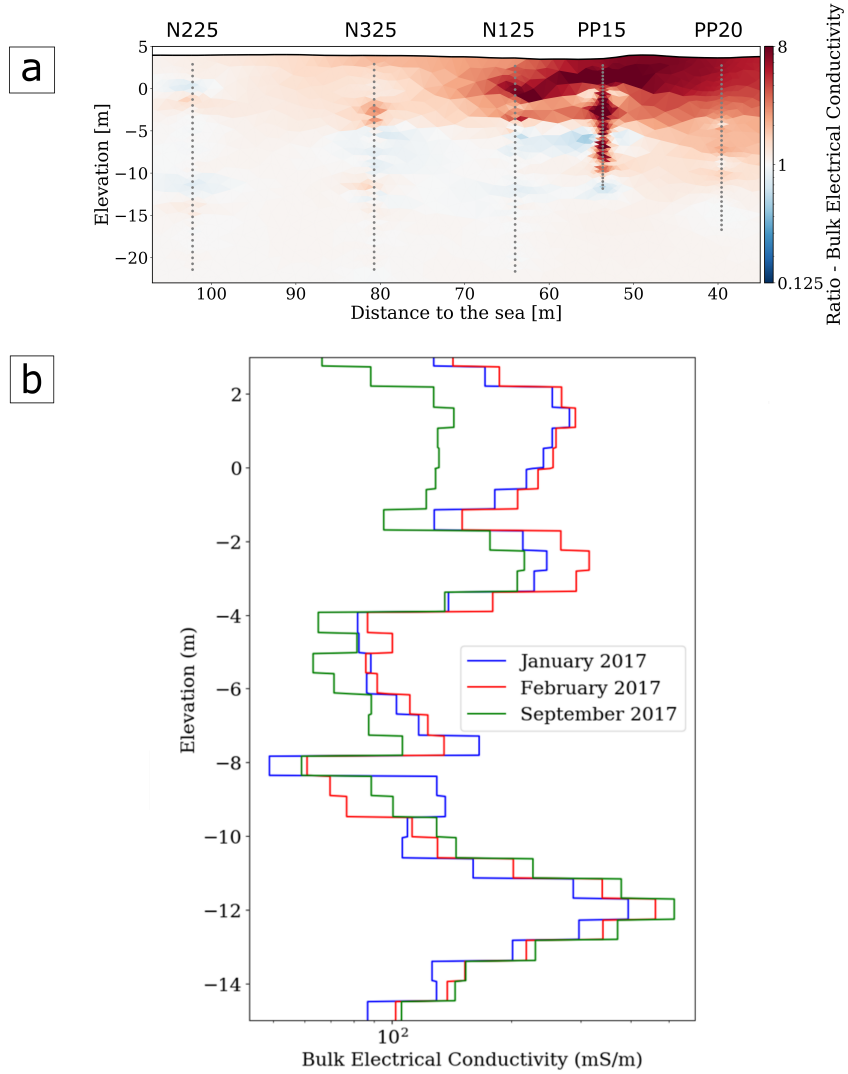 N225 N325 N125 PP15 PP20
a
5
0
−5
−10
−15
−20
Elevation [m]
100 90 80 70 60 50 40
Distance to the sea [m]
8
1
0.125
Ratio - Bulk Electrical Conductivity
b
2
0
−2
−4
−6
−8
−10
−12
−14
Elevation (m)
January 2017
February 2017
September 2017
10²
Bulk Electrical Conductivity (mS/m)